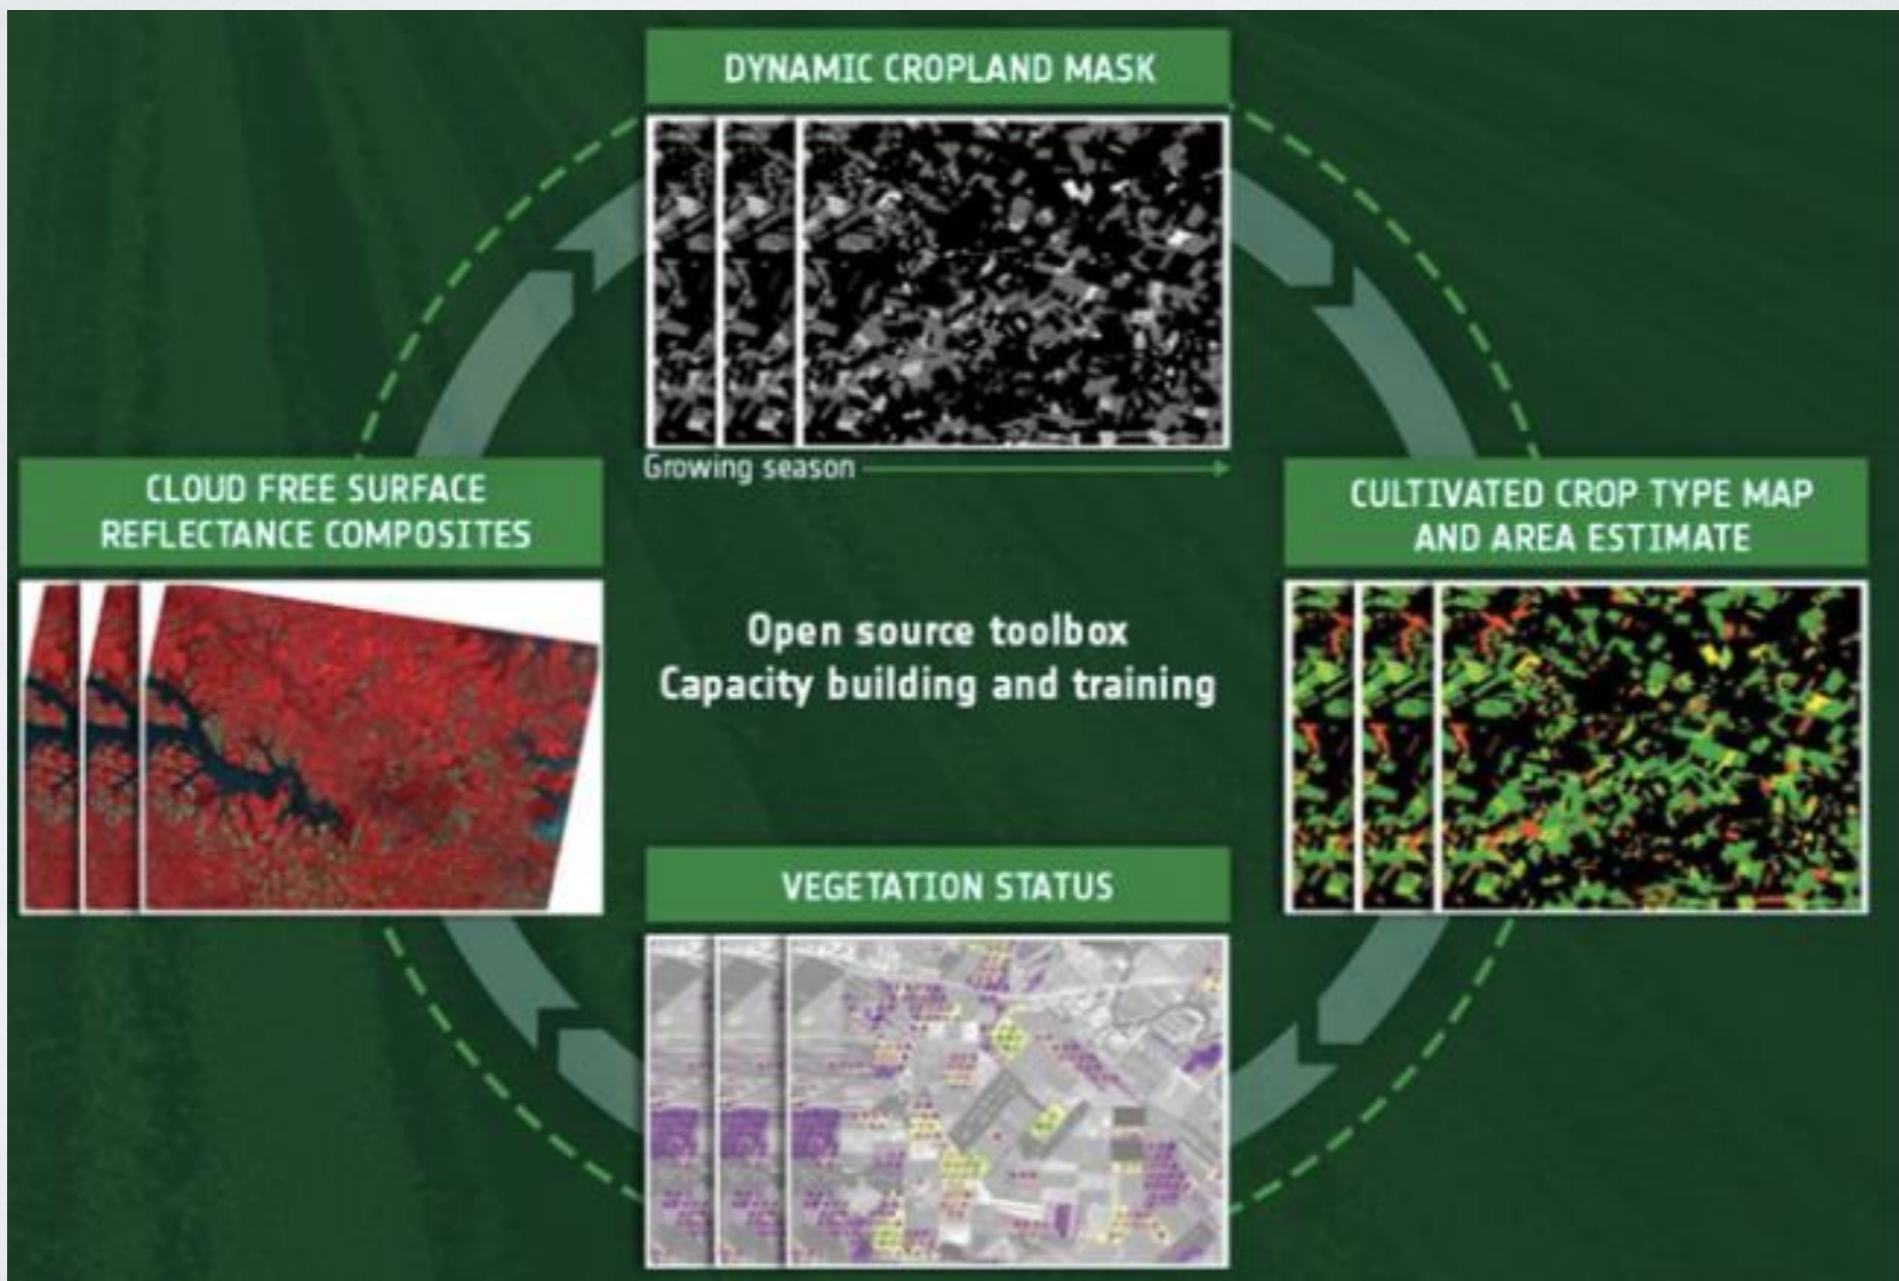 DYNAMIC CROPLAND MASK
Growing season
CLOUD FREE SURFACE
REFLECTANCE COMPOSITES
CULTIVATED CROP TYPE MAP
AND AREA ESTIMATE
Open source toolbox
Capacity building and training
VEGETATION STATUS